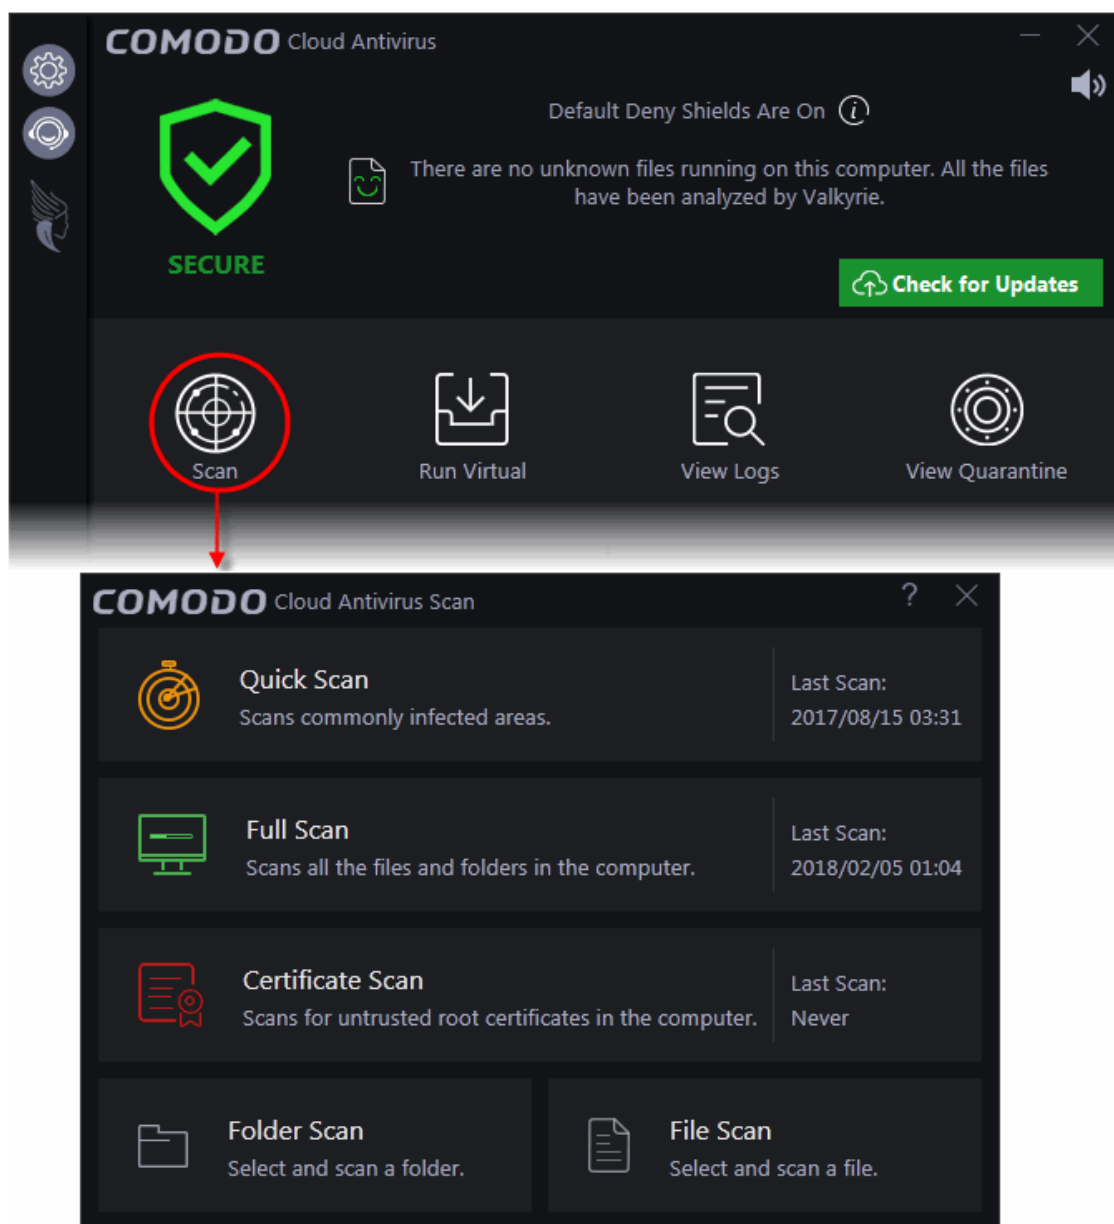 COMODO Cloud Antivirus
Default Deny Shields Are On
There are no unknown files running on this computer. All the files
have been analyzed by Valkyrie.
SECURE
Check for Updates
Scan
Run Virtual
View Logs
View Quarantine
COMODO Cloud Antivirus Scan
?
Quick Scan
Scans commonly infected areas.
Last Scan:
2017/08/15 03:31
Full Scan
Scans all the files and folders in the computer.
Last Scan:
2018/02/05 01:04
Certificate Scan
Scans for untrusted root certificates in the computer.
Last Scan:
Never
Folder Scan
Select and scan a folder.
File Scan
Select and scan a file.